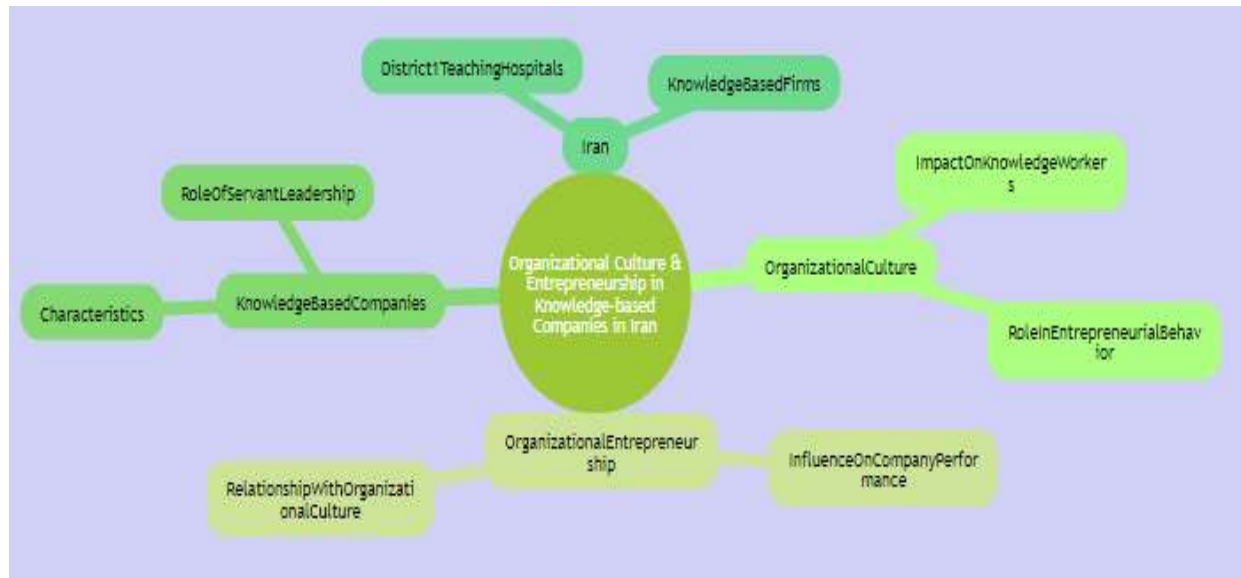 District1TeachingHospitals
KnowledgeBasedFirms
Iran
ImpactOnKnowledgeWorker
s
RoleOfServantLeadership
OrganizationalCulture
Organizational Culture &
Entrepreneurship in
Knowledge-based
Companies in Iran
KnowledgeBasedCompanies
Characteristics
RoleInEntrepreneurialBehav
ior
OrganizationalEntrepreneur
ship
InfluenceOnCompanyPerfor
mance
RelationshipWithOrganizati
onalCulture